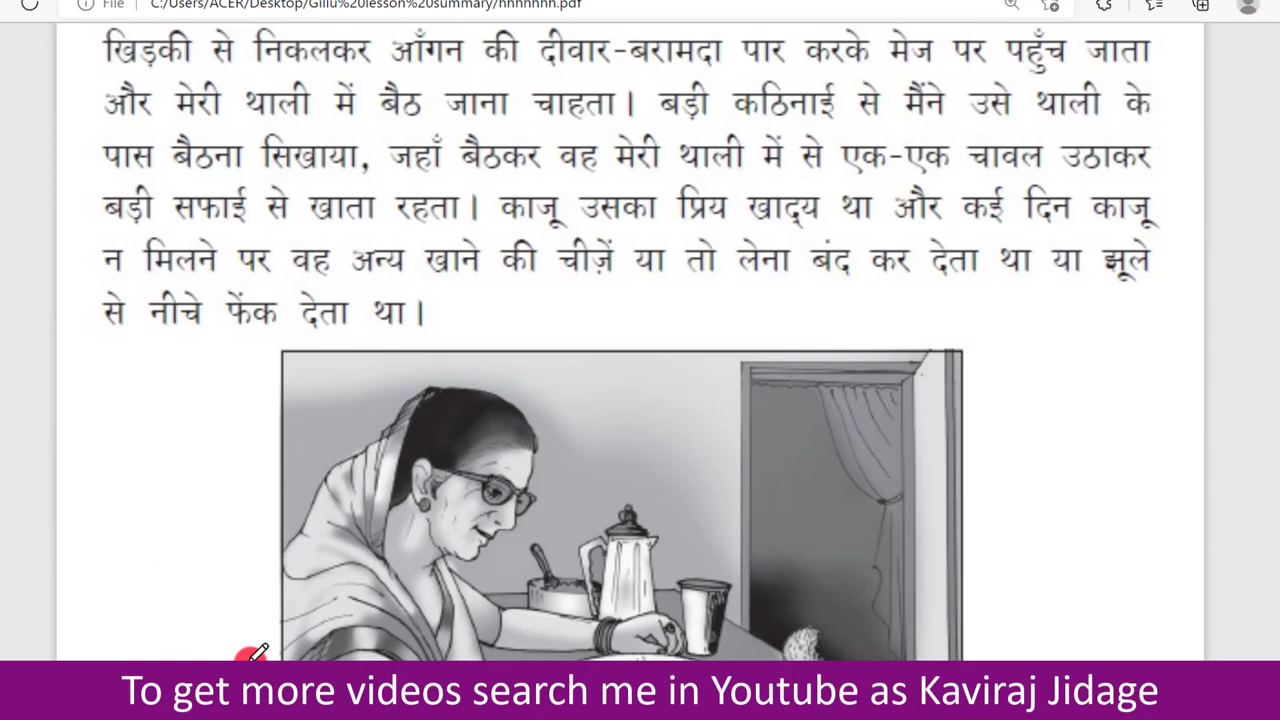 File
C:/Users/ACER/Desktop/Gillu%20lesson%20summary/hhhhhhh.pdf
खिड़की से निकलकर आँगन की दीवार-बरामदा पार करके मेज पर पहुँच जाता
और मेरी थाली में बैठ जाना चाहता। बड़ी कठिनाई से मैंने उसे थाली के
पास बैठना सिखाया, जहाँ बैठकर वह मेरी थाली में से एक-एक चावल उठाकर
बड़ी सफाई से खाता रहता। काजू उसका प्रिय खाद्‌य था और कई दिन काजू
न मिलने पर वह अन्य खाने की चीज़ें या तो लेना बंद कर देता था या झूले
से नीचे फेंक देता था।
To get more videos search me in Youtube as Kaviraj Jidage